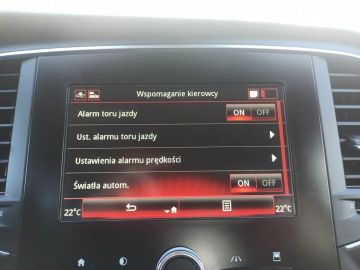 Wspomaganie kierowcy
Alarm toru jazdy ON OFF
Ust. alarmu toru jazdy
Ustawienia alarmu prędkości
Światła autom. ON OFF
22°C 22°C